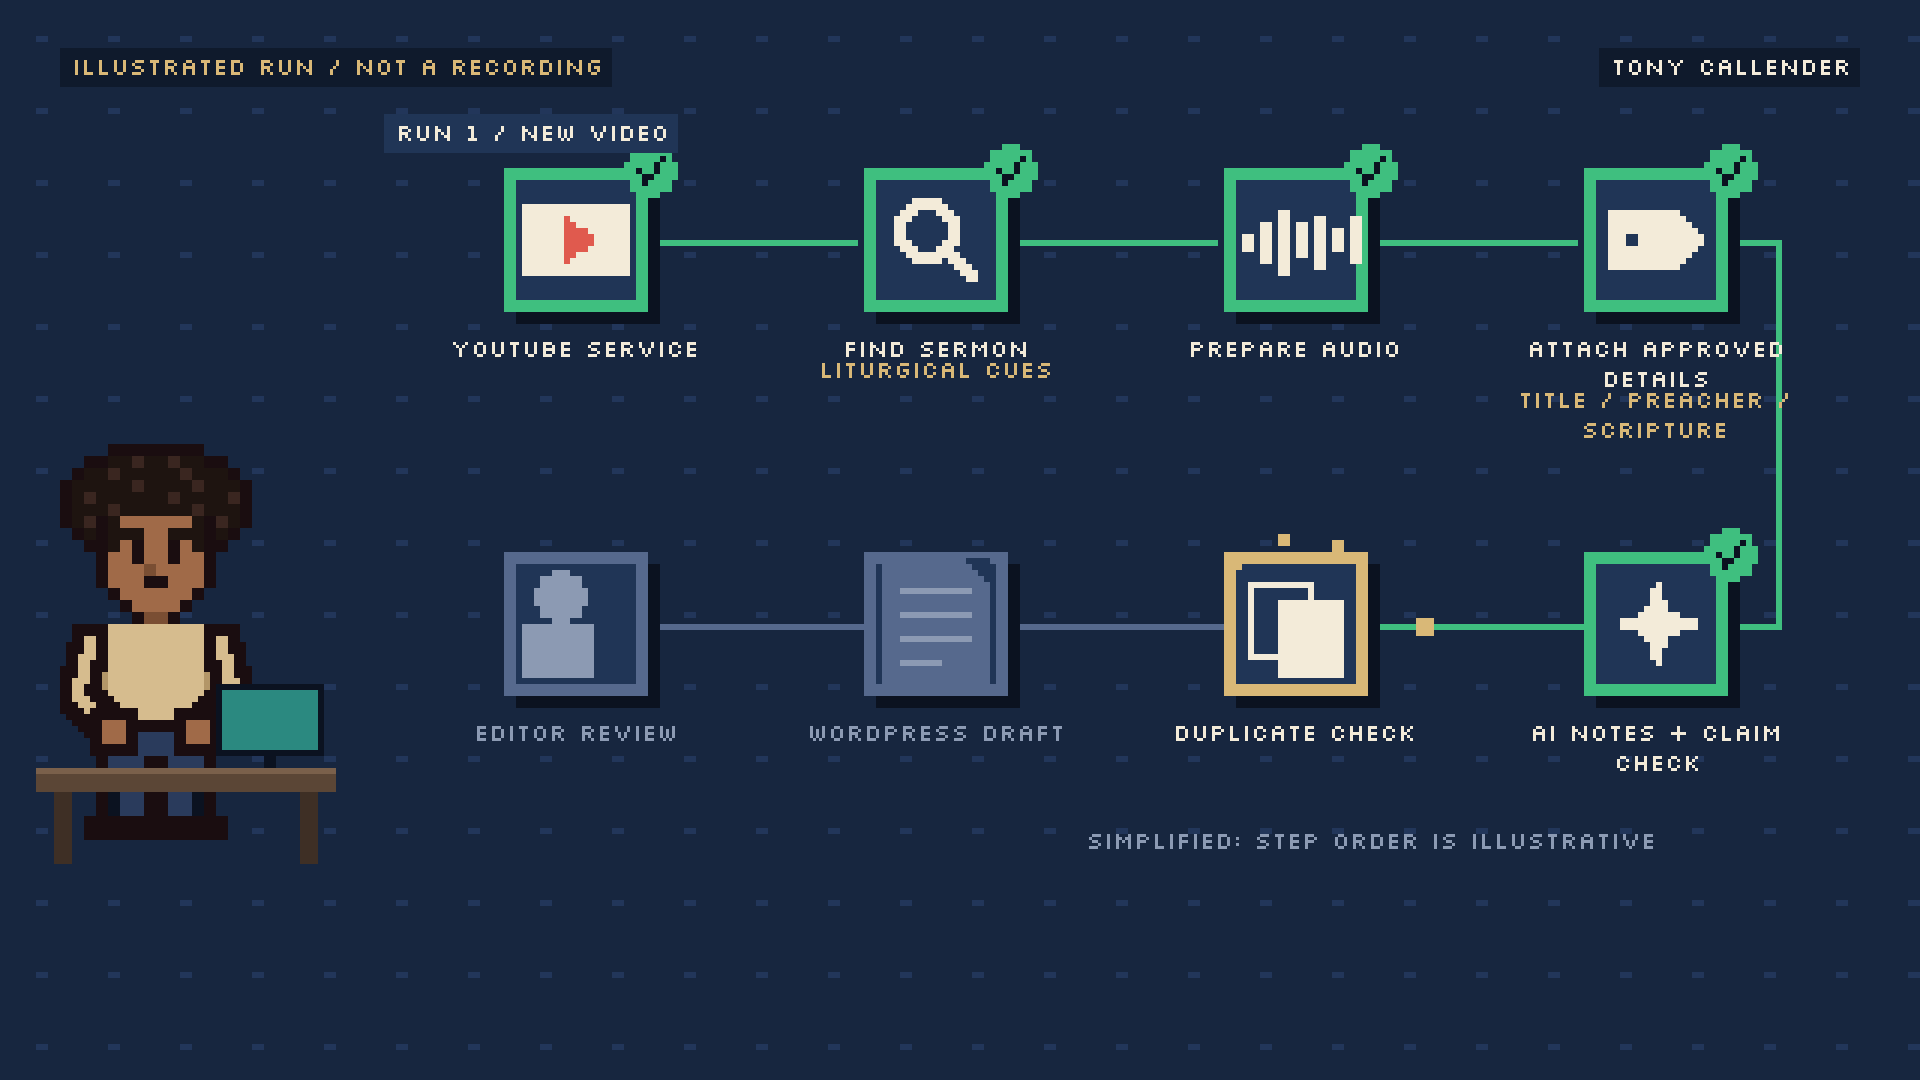 ILLUSTRATED RUN / NOT A RECORDING
TONY CALLENDER
RUN 1 / NEW VIDEO
YOUTUBE SERVICE
FIND SERMON
LITURGICAL CUES
PREPARE AUDIO
ATTACH APPROVED
DETAILS
TITLE / PREACHER /
SCRIPTURE
EDITOR REVIEW
WORDPRESS DRAFT
DUPLICATE CHECK
AI NOTES + CLAIM
CHECK
SIMPLIFIED: STEP ORDER IS ILLUSTRATIVE